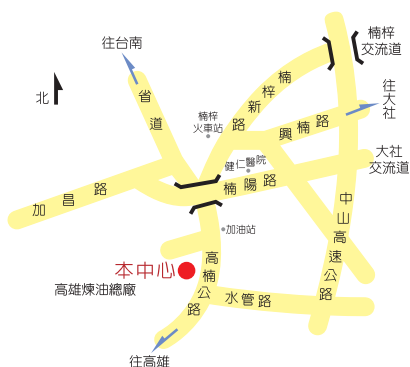 往台南
楠梓
交流道
北
省道
楠梓新路
往大社
楠梓
火車站
興楠路
大社
交流道
健仁醫院
加昌路
楠陽路
中山高速公路
加油站
本中心
高雄煉油總廠
高楠公路
水管路
往高雄